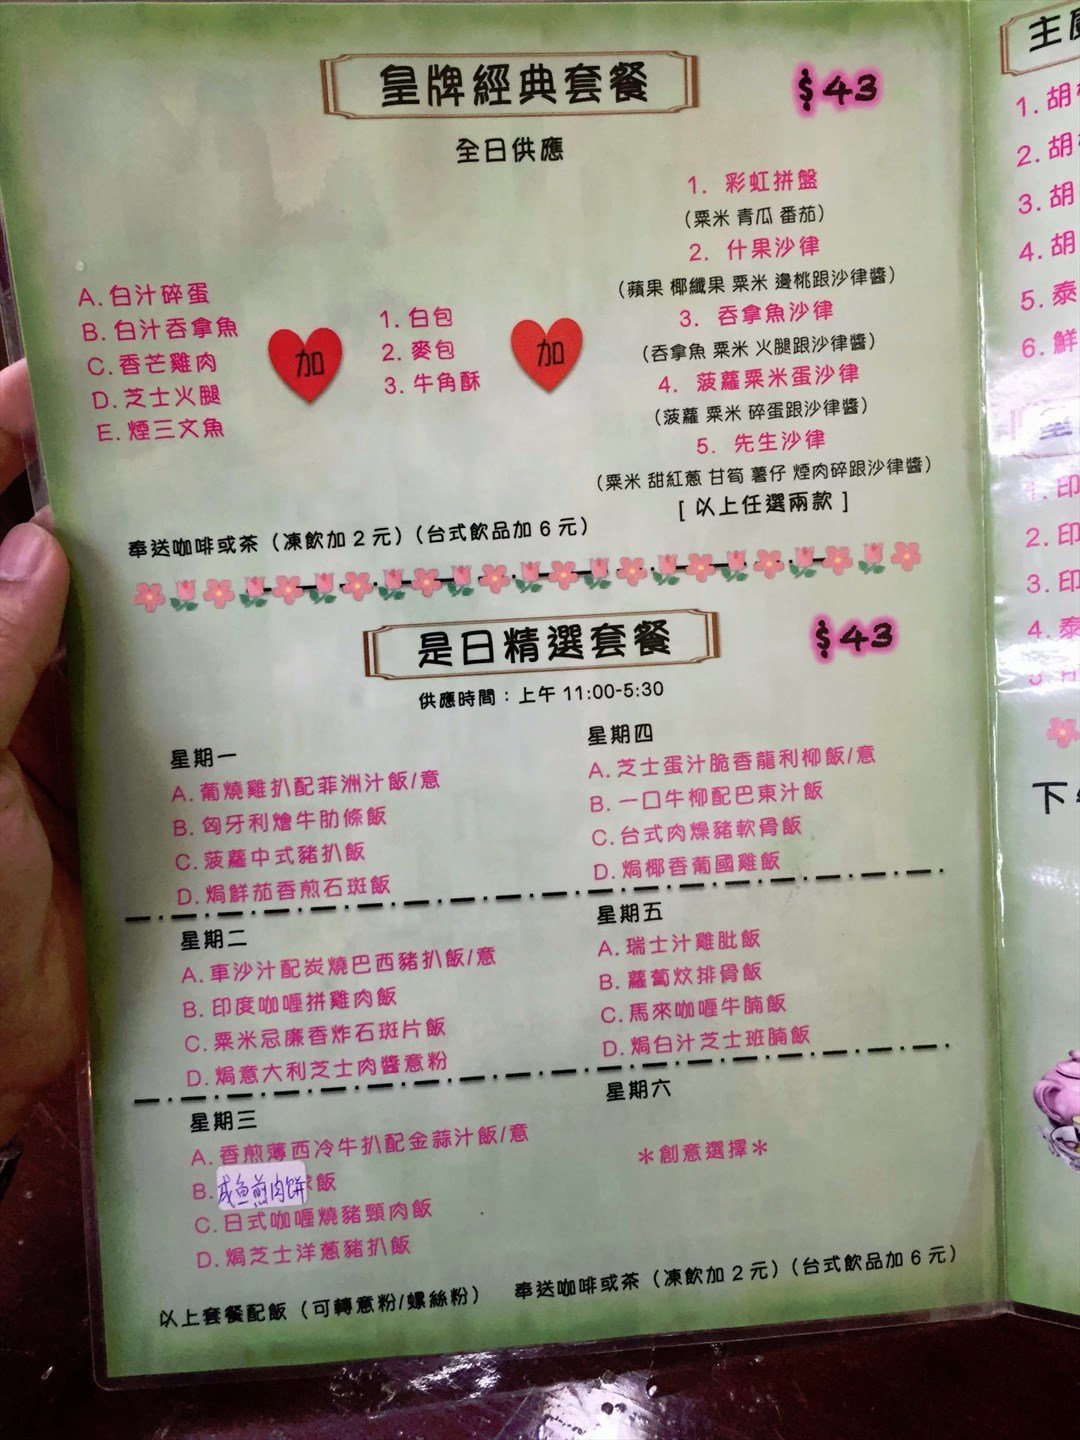 皇牌經典套餐
$43
全日供應
A. 白汁碎蛋
B. 白汁吞拿魚
C. 香芒雞肉
D. 芝士火腿
E. 煙三文魚
加
1. 白包
2. 麥包
3. 牛角酥
加
1. 彩虹拼盤
(粟米 青瓜 番茄)
2. 什果沙律
(蘋果 椰纖果 粟米 邊桃跟沙律醬)
3. 吞拿魚沙律
(吞拿魚 粟米 火腿跟沙律醬)
4. 菠蘿粟米蛋沙律
(菠蘿 粟米 碎蛋跟沙律醬)
5. 先生沙律
(粟米 甜紅蔥 甘筍 薯仔 煙肉碎跟沙律醬)
[ 以上任選兩款 ]
奉送咖啡或茶 (凍飲加 2 元) (台式飲品加 6 元)
是日精選套餐
$43
供應時間：上午 11:00-5:30
星期一
A. 葡燒雞扒配菲洲汁飯/意
B. 匈牙利燴牛肋條飯
C. 菠蘿中式豬扒飯
D. 焗鮮茄香煎石斑飯
星期二
A. 車沙汁配炭燒巴西豬扒飯/意
B. 印度咖喱拼雞肉飯
C. 粟米忌廉香炸石斑片飯
D. 焗意大利芝士肉醬意粉
星期三
A. 香煎薄西冷牛扒配金蒜汁飯/意
B. 咸魚煎肉餅 飯
C. 日式咖喱燒豬頸肉飯
D. 焗芝士洋蔥豬扒飯
星期四
A. 芝士蛋汁脆香龍利柳飯/意
B. 一口牛柳配巴東汁飯
C. 台式肉燥豬軟骨飯
D. 焗椰香葡國雞飯
星期五
A. 瑞士汁雞肶飯
B. 蘿蔔炆排骨飯
C. 馬來咖喱牛腩飯
D. 焗白汁芝士班腩飯
星期六
＊創意選擇＊
以上套餐配飯 (可轉意粉/螺絲粉)
奉送咖啡或茶 (凍飲加 2 元) (台式飲品加 6 元)
主
1. 胡
2. 胡
3. 胡
4. 胡
5. 泰
6. 鮮
1. 印
2. 印
3. 印
4. 泰
下